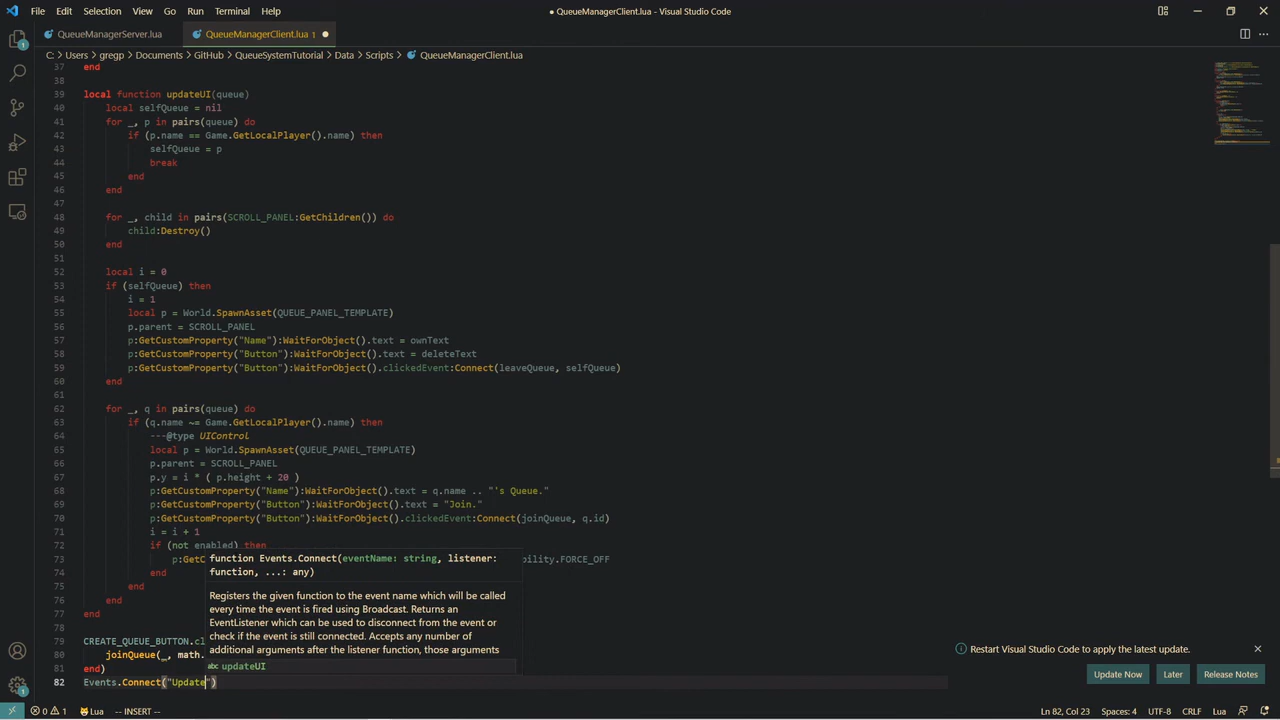 File Edit Selection View Go Run Terminal Help
● QueueManagerClient.lua - Visual Studio Code
QueueManagerServer.lua
QueueManagerClient.lua 1
C: > Users > gregp > Documents > GitHub > QueueSystemTutorial > Data > Scripts > QueueManagerClient.lua
37 end
38
39 local function updateUI(queue)
40 local selfQueue = nil
41 for _, p in pairs(queue) do
42 if (p.name == Game.GetLocalPlayer().name) then
43 selfQueue = p
44 break
45 end
46 end
47
48 for _, child in pairs(SCROLL_PANEL:GetChildren()) do
49 child:Destroy()
50 end
51
52 local i = 0
53 if (selfQueue) then
54 i = 1
55 local p = World.SpawnAsset(QUEUE_PANEL_TEMPLATE)
56 p.parent = SCROLL_PANEL
57 p:GetCustomProperty("Name"):WaitForObject().text = ownText
58 p:GetCustomProperty("Button"):WaitForObject().text = deleteText
59 p:GetCustomProperty("Button"):WaitForObject().clickedEvent:Connect(leaveQueue, selfQueue)
60 end
61
62 for _, q in pairs(queue) do
63 if (q.name ~= Game.GetLocalPlayer().name) then
64 ---@type UIControl
65 local p = World.SpawnAsset(QUEUE_PANEL_TEMPLATE)
66 p.parent = SCROLL_PANEL
67 p.y = i * ( p.height + 20 )
68 p:GetCustomProperty("Name"):WaitForObject().text = q.name .. "'s Queue."
69 p:GetCustomProperty("Button"):WaitForObject().text = "Join."
70 p:GetCustomProperty("Button"):WaitForObject().clickedEvent:Connect(joinQueue, q.id)
71 i = i + 1
72 if (not enabled) then
73 p:GetC bility.FORCE_OFF
74 end
75 end
76 end
77 end
78
79 CREATE_QUEUE_BUTTON.cl
80 joinQueue(_, math.
81 end)
82 Events.Connect("Update")
function Events.Connect(eventName: string, listener:
function, ...: any)
Registers the given function to the event name which will be called
every time the event is fired using Broadcast. Returns an
EventListener which can be used to disconnect from the event or
check if the event is still connected. Accepts any number of
additional arguments after the listener function, those arguments
abc updateUI
Restart Visual Studio Code to apply the latest update.
Update Now Later Release Notes
0 1 Lua -- INSERT -- Ln 82, Col 23 Spaces: 4 UTF-8 CRLF Lua